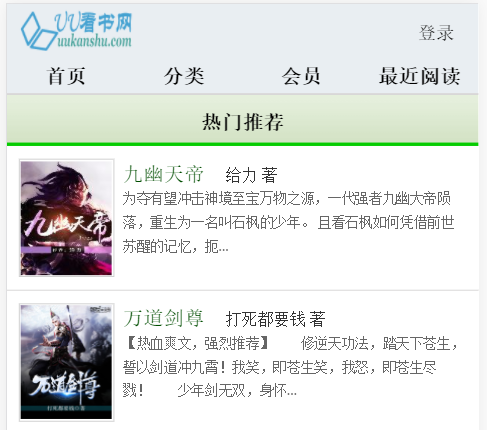 UU看书网
uukanshu.com
登录
首页 分类 会员 最近阅读
热门推荐
九幽天帝
九幽天帝 给力 著
为夺有望冲击神境至宝万物之源，一代强者九幽大帝陨
落，重生为一名叫石枫的少年。 且看石枫如何凭借前世
苏醒的记忆，扼...
万道剑尊
万道剑尊 打死都要钱 著
【热血爽文，强烈推荐】 修逆天功法，踏天下苍生，
誓以剑道冲九霄！我笑，即苍生笑，我怒，即苍生尽
戮！ 少年剑无双，身怀...